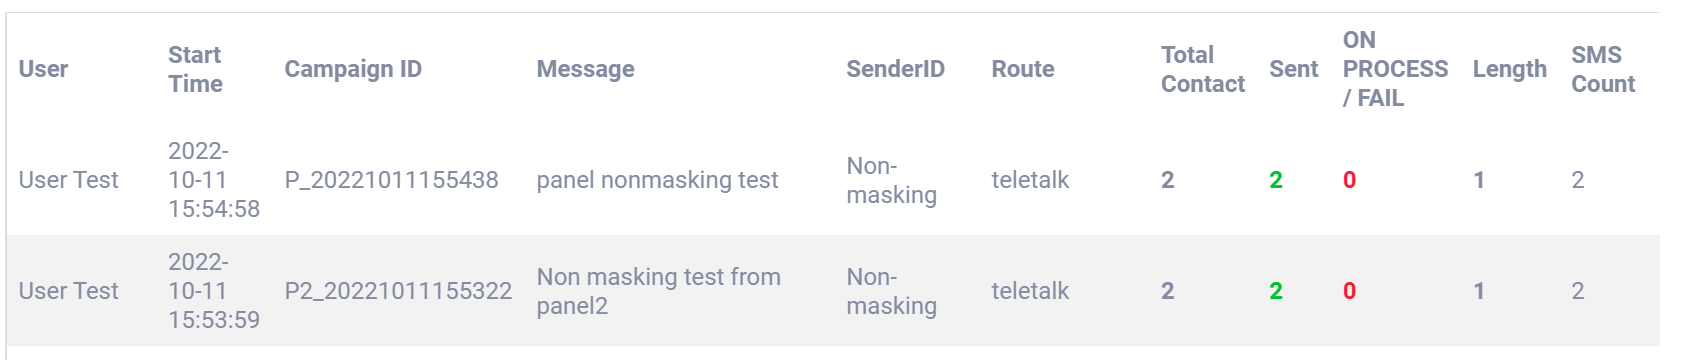 User Start Time Campaign ID Message SenderID Route Total Contact Sent ON PROCESS / FAIL Length SMS Count
User Test 2022-10-11 15:54:58 P_20221011155438 panel nonmasking test Non-masking teletalk 2 2 0 1 2
User Test 2022-10-11 15:53:59 P2_20221011155322 Non masking test from panel2 Non-masking teletalk 2 2 0 1 2